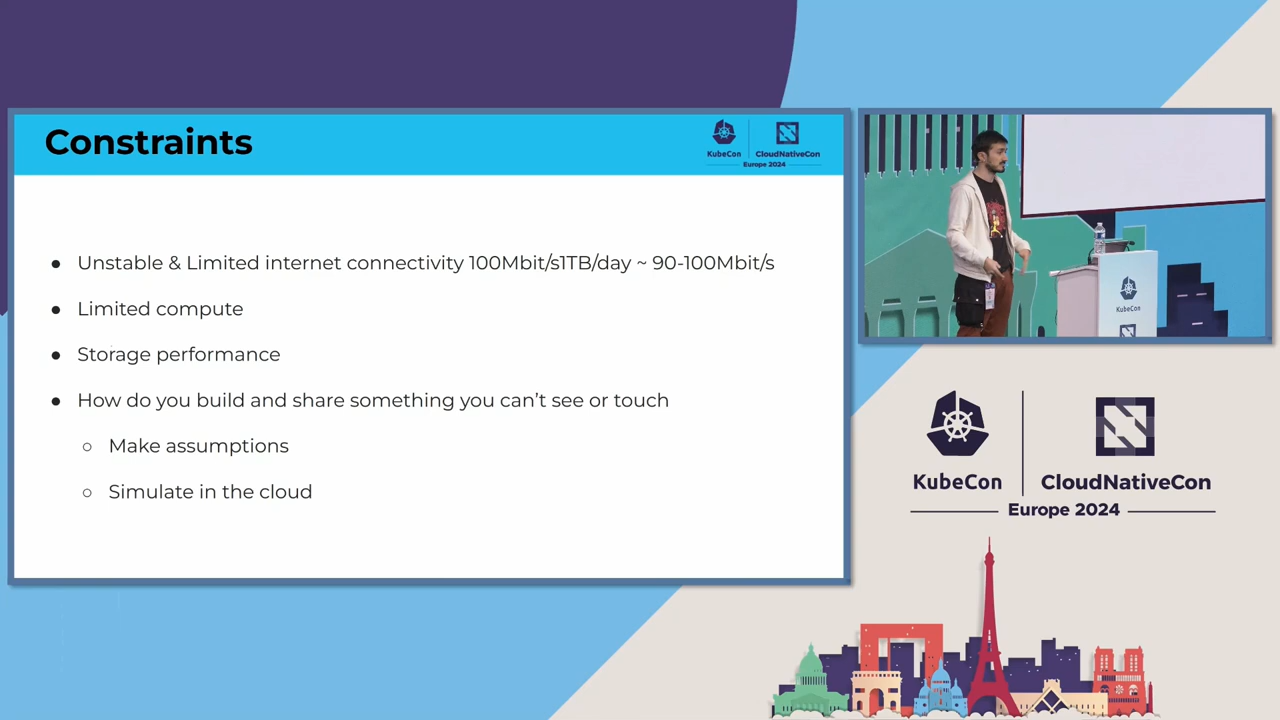 Constraints
KubeCon
CloudNativeCon
Europe 2024
● Unstable & Limited internet connectivity 100Mbit/s1TB/day ~ 90-100Mbit/s
● Limited compute
● Storage performance
● How do you build and share something you can’t see or touch
○ Make assumptions
○ Simulate in the cloud
KubeCon
KubeCon
CloudNativeCon
Europe 2024